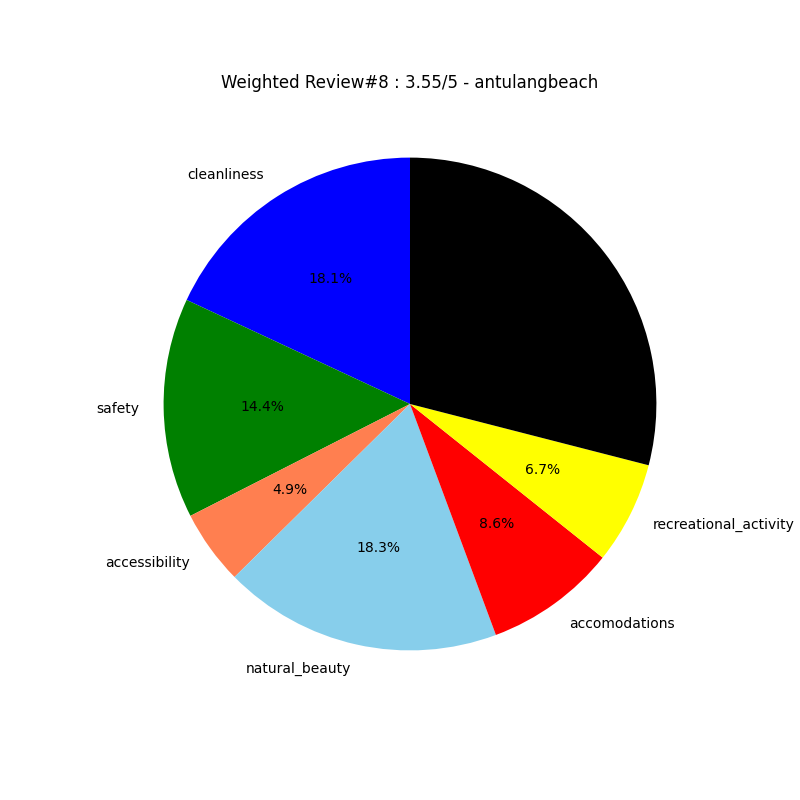 Weighted Review#8 : 3.55/5 - antulangbeach
cleanliness
18.1%
safety
14.4%
accessibility
4.9%
natural_beauty
18.3%
accomodations
8.6%
recreational_activity
6.7%